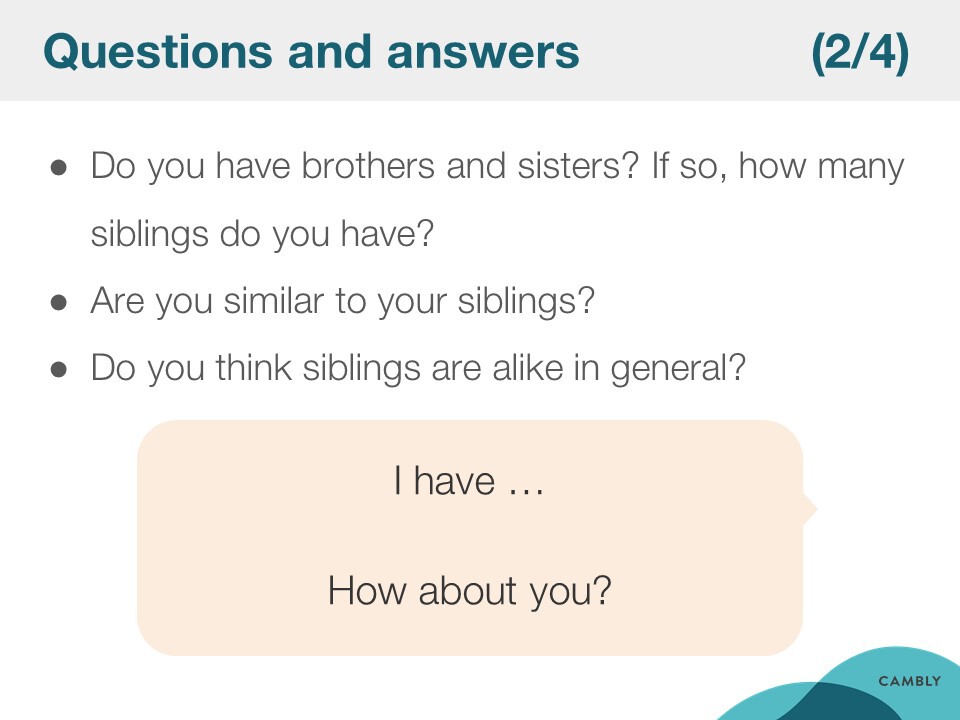 Questions and answers (2/4)
● Do you have brothers and sisters? If so, how many
siblings do you have?
● Are you similar to your siblings?
● Do you think siblings are alike in general?
I have …
How about you?
CAMBLY